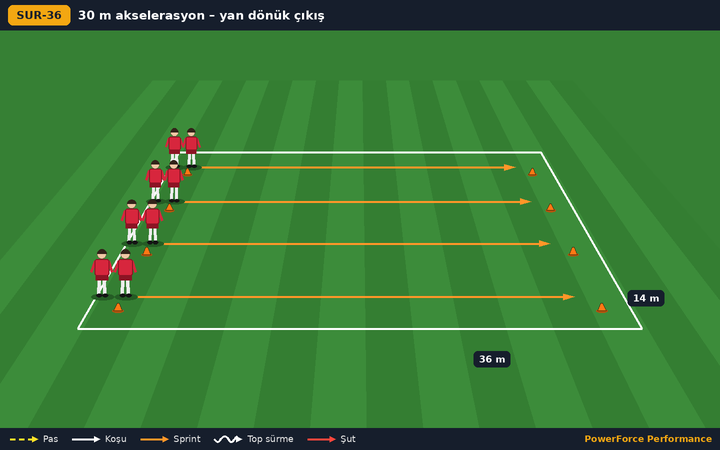 SUR-36 30 m akselerasyon – yan dönük çıkış
14 m
36 m
Pas Koşu Sprint Top sürme Şut PowerForce Performance